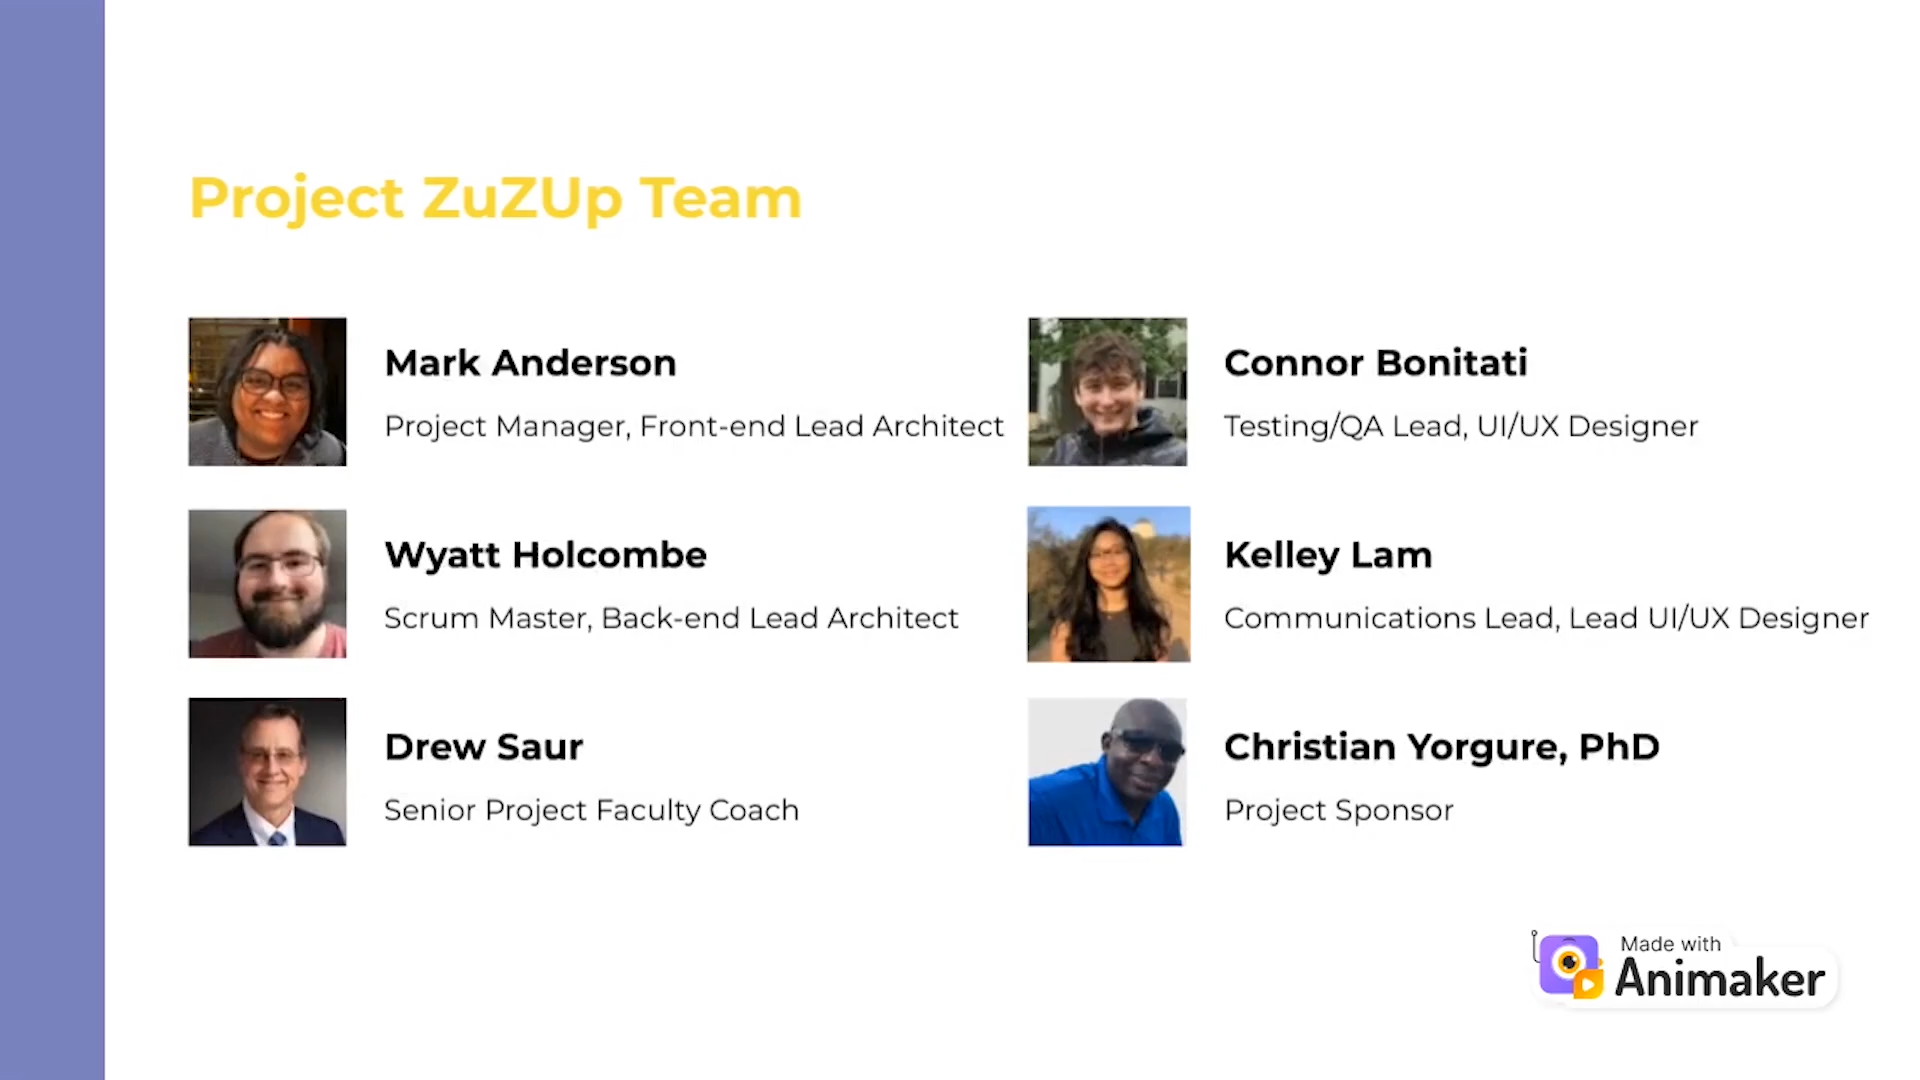 Project ZuZUp Team
Mark Anderson
Project Manager, Front-end Lead Architect
Connor Bonitati
Testing/QA Lead, UI/UX Designer
Wyatt Holcombe
Scrum Master, Back-end Lead Architect
Kelley Lam
Communications Lead, Lead UI/UX Designer
Drew Saur
Senior Project Faculty Coach
Christian Yorgure, PhD
Project Sponsor
Made with
Animaker